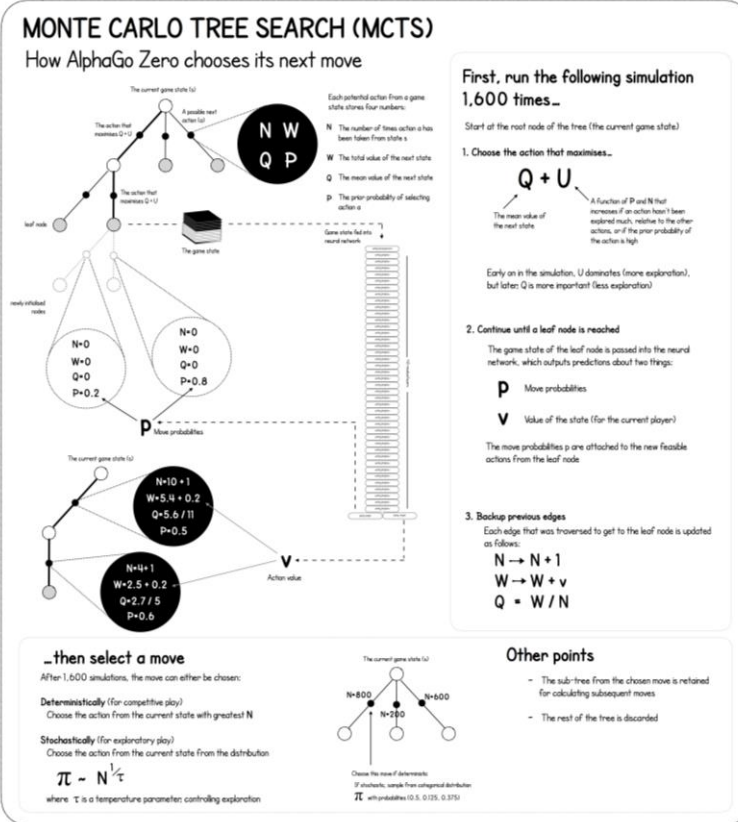 MONTE CARLO TREE SEARCH (MCTS)
How AlphaGo Zero chooses its next move
The current game state (s)
The action that
maximises Q+U
A possible next
action (a)
N W
Q P
Each potential action from a game
state stores four numbers:
N The number of times action a has
been taken from state s
W The total value of the next state
Q The mean value of the next state
P The prior probability of selecting
action a
The action that
maximises Q+U
leaf node
The game state
Game state fed into
neural network
newly initialised
nodes
N=0
W=0
Q=0
P=0.2
N=0
W=0
Q=0
P=0.8
p Move probabilities
The current game state (s)
N=10 + 1
W=5.4 + 0.2
Q=5.6 / 11
P=0.5
N=4+1
W=2.5 + 0.2
Q=2.7 / 5
P=0.6
v
Action value
First, run the following simulation
1,600 times…
Start at the root node of the tree (the current game state)
1. Choose the action that maximises…
Q + U
The mean value of
the next state
A function of P and N that
increases if an action hasn't been
explored much, relative to the other
actions, or if the prior probablity of
the action is high
Early on in the simulation, U dominates (more exploration),
but later, Q is more important (less exploration)
2. Continue until a leaf node is reached
The game state of the leaf node is passed into the neural
network, which outputs predictions about two things:
p Move probabilities
v Value of the state (for the current player)
The move probabilities p are attached to the new feasible
actions from the leaf node
3. Backup previous edges
Each edge that was traversed to get to the leaf node is updated
as follows:
N → N + 1
W → W + v
Q = W / N
…then select a move
After 1,600 simulations, the move can either be chosen:
Deterministically (for competitive play)
Choose the action from the current state with greatest N
Stochastically (for exploratory play)
Choose the action from the current state from the distribution
π ~ N^1/τ
where τ is a temperature parameter, controlling exploration
The current game state (s)
N=800
N=200
N=600
Choose this move if deterministic
If stochastic, sample from categorical distribution
π with probabilities (0.5, 0.125, 0.375)
Other points
- The sub-tree from the chosen move is retained
for calculating subsequent moves
- The rest of the tree is discarded